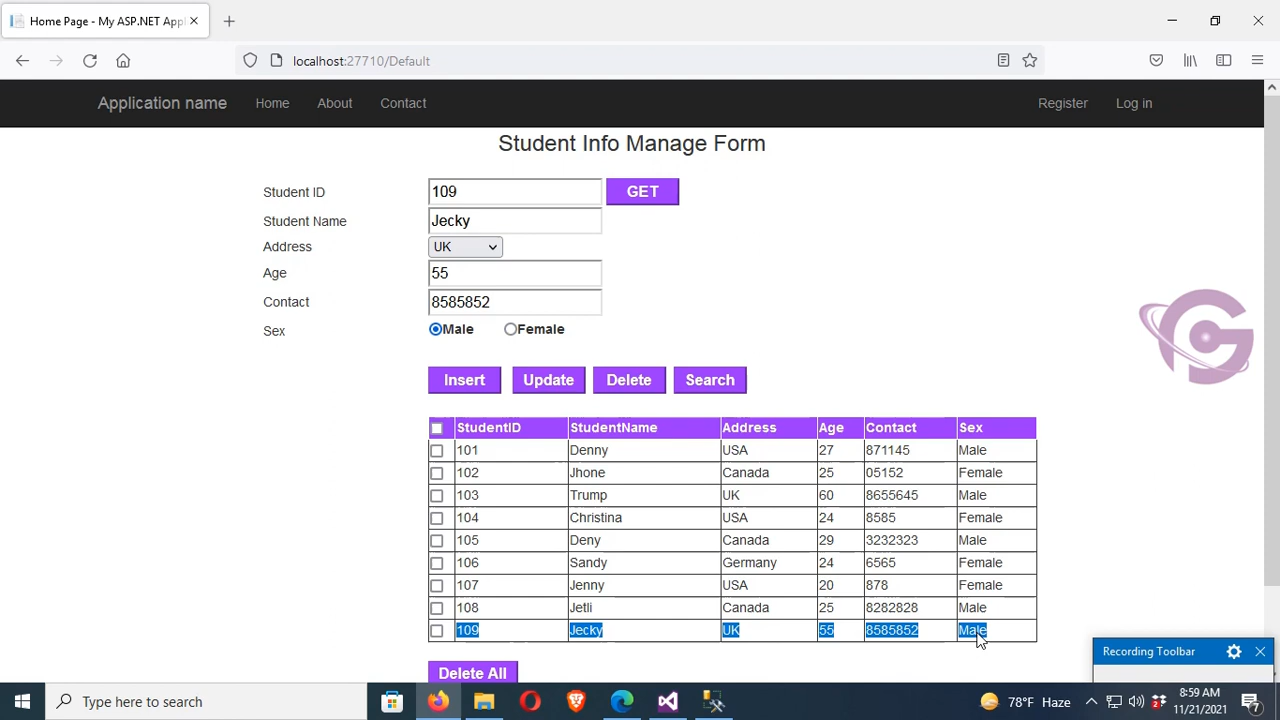 Home Page - My ASP.NET Appl
localhost:27710/Default
Application name Home About Contact Register Log in
Student Info Manage Form
Student ID 109 GET
Student Name Jecky
Address UK
Age 55
Contact 8585852
Sex Male Female
Insert Update Delete Search
StudentID StudentName Address Age Contact Sex
101 Denny USA 27 871145 Male
102 Jhone Canada 25 05152 Female
103 Trump UK 60 8655645 Male
104 Christina USA 24 8585 Female
105 Deny Canada 29 3232323 Male
106 Sandy Germany 24 6565 Female
107 Jenny USA 20 878 Female
108 Jetli Canada 25 8282828 Male
109 Jecky UK 55 8585852 Male
Recording Toolbar
Delete All
Type here to search
78°F Haze
8:59 AM
11/21/2021
7